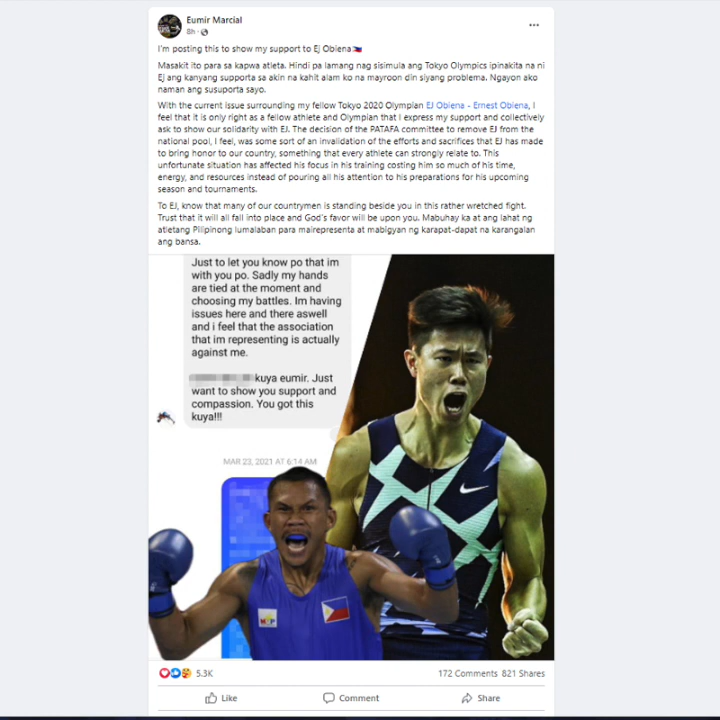 Eumir Marcial
8h
I'm posting this to show my support to Ej Obiena
Masakit ito para sa kapwa atleta. Hindi pa lamang nag sisimula ang Tokyo Olympics ipinakita na ni
Ej ang kanyang supporta sa akin na kahit alam ko na mayroon din siyang problema. Ngayon ako
naman ang susuporta sayo.
With the current issue surrounding my fellow Tokyo 2020 Olympian EJ Obiena - Ernest Obiena, I
feel that it is only right as a fellow athlete and Olympian that I express my support and collectively
ask to show our solidarity with EJ. The decision of the PATAFA committee to remove EJ from the
national pool, I feel, was some sort of an invalidation of the efforts and sacrifices that EJ has made
to bring honor to our country, something that every athlete can strongly relate to. This
unfortunate situation has affected his focus in his training costing him so much of his time,
energy, and resources instead of pouring all his attention to his preparations for his upcoming
season and tournaments.
To EJ, know that many of our countrymen is standing beside you in this rather wretched fight.
Trust that it will all fall into place and God's favor will be upon you. Mabuhay ka at ang lahat ng
atletang Pilipinong lumalaban para mairepresenta at mabigyan ng karapat-dapat na karangalan
ang bansa.
Just to let you know po that im
with you po. Sadly my hands
are tied at the moment and
choosing my battles. Im having
issues here and there aswell
and i feel that the association
that im representing is actually
against me.
kuya eumir. Just
want to show you support and
compassion. You got this
kuya!!!
MAR 23, 2021 AT 6:14 AM
5.3K
172 Comments 821 Shares
Like
Comment
Share